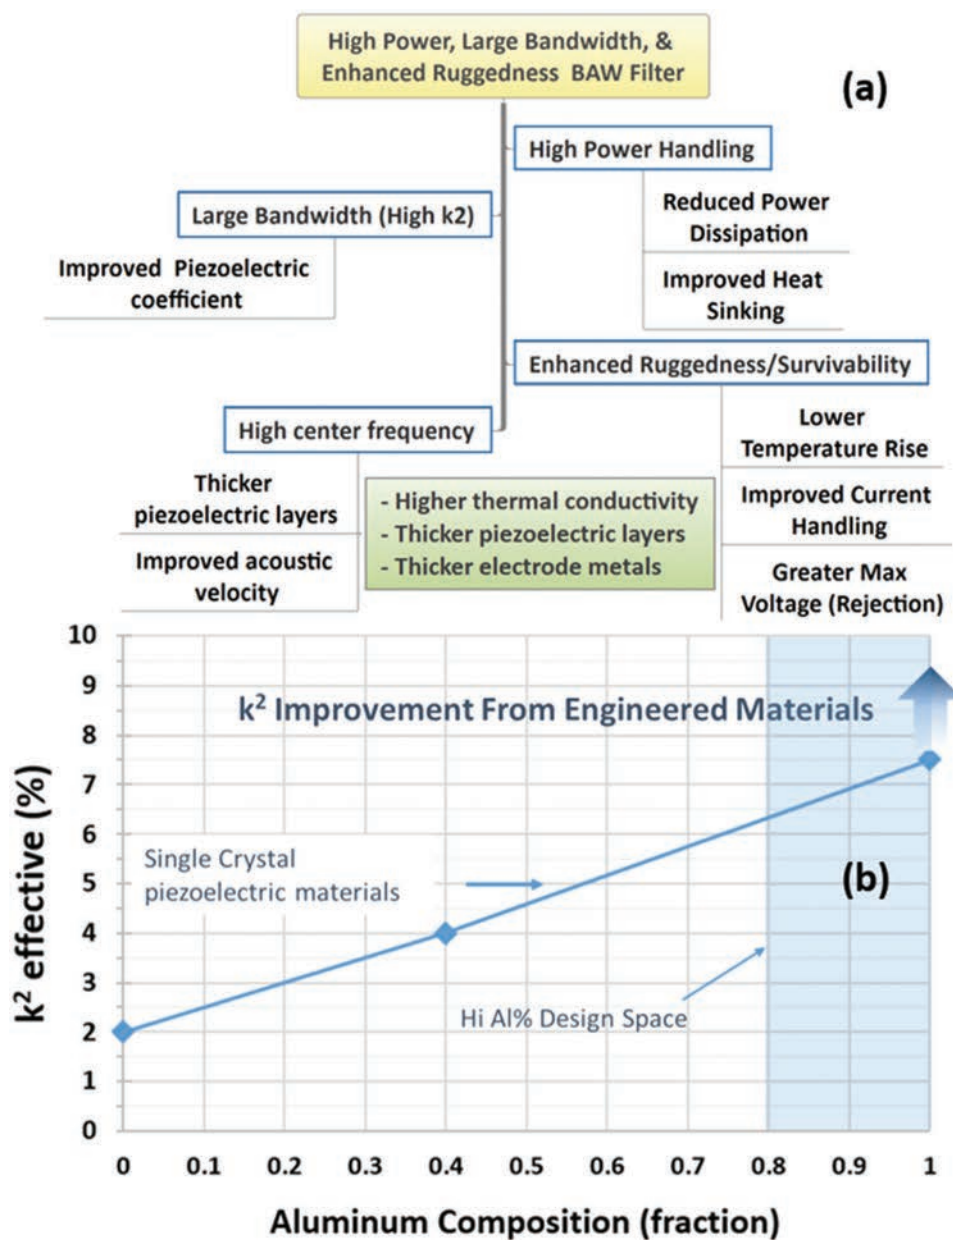 High Power, Large Bandwidth, &
Enhanced Ruggedness BAW Filter
(a)
High Power Handling
Reduced Power
Dissipation
Improved Heat
Sinking
Large Bandwidth (High k2)
Improved Piezoelectric
coefficient
Enhanced Ruggedness/Survivability
Lower
Temperature Rise
Improved Current
Handling
Greater Max
Voltage (Rejection)
High center frequency
Thicker
piezoelectric layers
Improved acoustic
velocity
- Higher thermal conductivity
- Thicker piezoelectric layers
- Thicker electrode metals
k² Improvement From Engineered Materials
Single Crystal
piezoelectric materials
(b)
Hi Al% Design Space
k² effective (%)
10
9
8
7
6
5
4
3
2
1
0
0 0.1 0.2 0.3 0.4 0.5 0.6 0.7 0.8 0.9 1
Aluminum Composition (fraction)